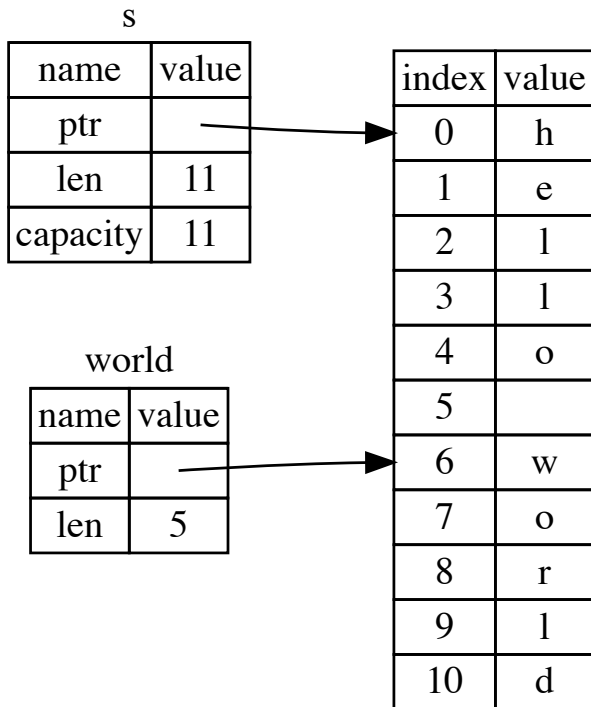 s
name value
ptr
len 11
capacity 11
world
name value
ptr
len 5
index value
0 h
1 e
2 l
3 l
4 o
5
6 w
7 o
8 r
9 l
10 d